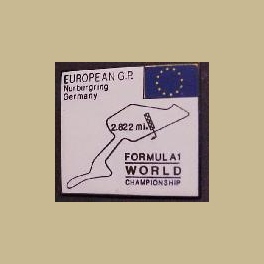 EUROPEAN G.P.
Nurburgring
Germany
2.822 mi.
FORMULA1
WORLD
CHAMPIONSHIP